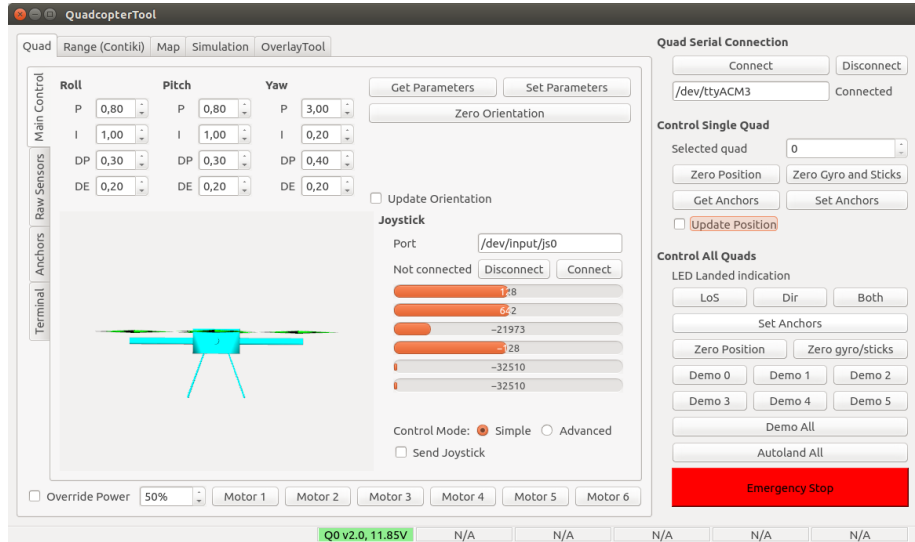 QuadcopterTool
Quad Range (Contiki) Map Simulation OverlayTool
Main Control
Raw Sensors
Anchors
Terminal
Roll Pitch Yaw
P 0,80 P 0,80 P 3,00
I 1,00 I 1,00 I 0,20
DP 0,30 DP 0,30 DP 0,40
DE 0,20 DE 0,20 DE 0,20
Get Parameters Set Parameters
Zero Orientation
Update Orientation
Joystick
Port /dev/input/js0
Not connected Disconnect Connect
128
642
−21973
−128
−32510
−32510
Control Mode: Simple Advanced
Send Joystick
Override Power 50% Motor 1 Motor 2 Motor 3 Motor 4 Motor 5 Motor 6
Quad Serial Connection
Connect Disconnect
/dev/ttyACM3 Connected
Control Single Quad
Selected quad 0
Zero Position Zero Gyro and Sticks
Get Anchors Set Anchors
Update Position
Control All Quads
LED Landed indication
LoS Dir Both
Set Anchors
Zero Position Zero gyro/sticks
Demo 0 Demo 1 Demo 2
Demo 3 Demo 4 Demo 5
Demo All
Autoland All
Emergency Stop
Q0 v2.0, 11.85V N/A N/A N/A N/A N/A